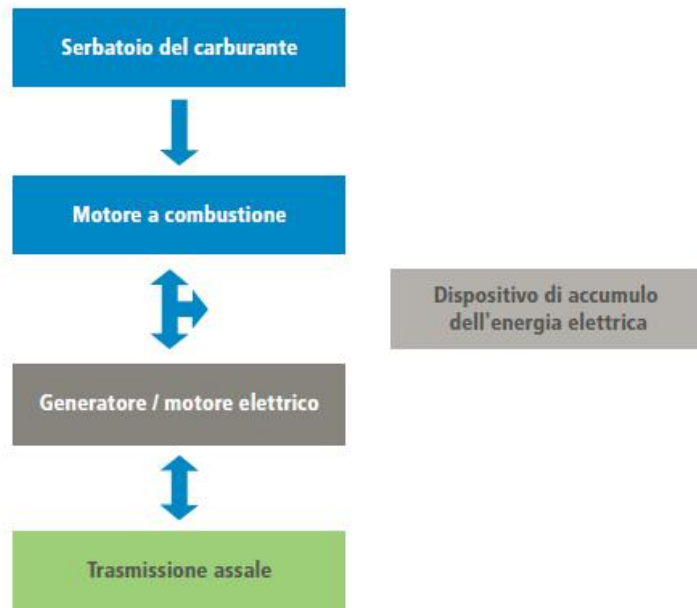 Serbatoio del carburante
Motore a combustione
Dispositivo di accumulo
dell'energia elettrica
Generatore / motore elettrico
Trasmissione assale